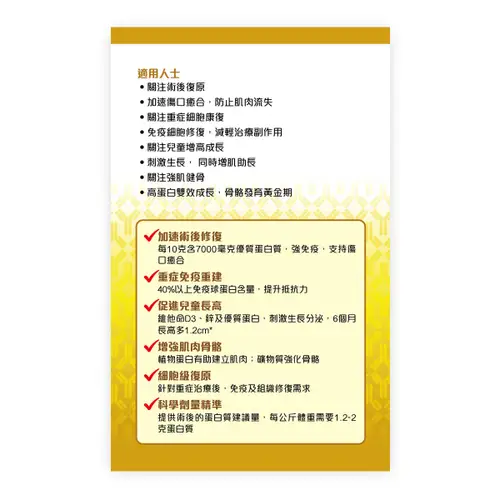 適用人士
• 關注術後復原
• 加速傷口癒合，防止肌肉流失
• 關注重症細胞康復
• 免疫細胞修復，減輕治療副作用
• 關注兒童增高成長
• 刺激生長， 同時增肌助長
• 關注強肌健骨
• 高蛋白雙效成長，骨骼發育黃金期
✓加速術後修復
每10克含7000毫克優質蛋白質，強免疫，支持傷
口癒合
✓重症免疫重建
40%以上免疫球蛋白含量，提升抵抗力
✓促進兒童長高
維他命D3、鋅及優質蛋白，刺激生長分泌，6個月
長高多1.2cm*
✓增強肌肉骨骼
植物蛋白有助建立肌肉；礦物質強化骨骼
✓細胞級復原
針對重症治療後，免疫及組織修復需求
✓科學劑量精準
提供術後的蛋白質建議量，每公斤體重需要1.2-2
克蛋白質